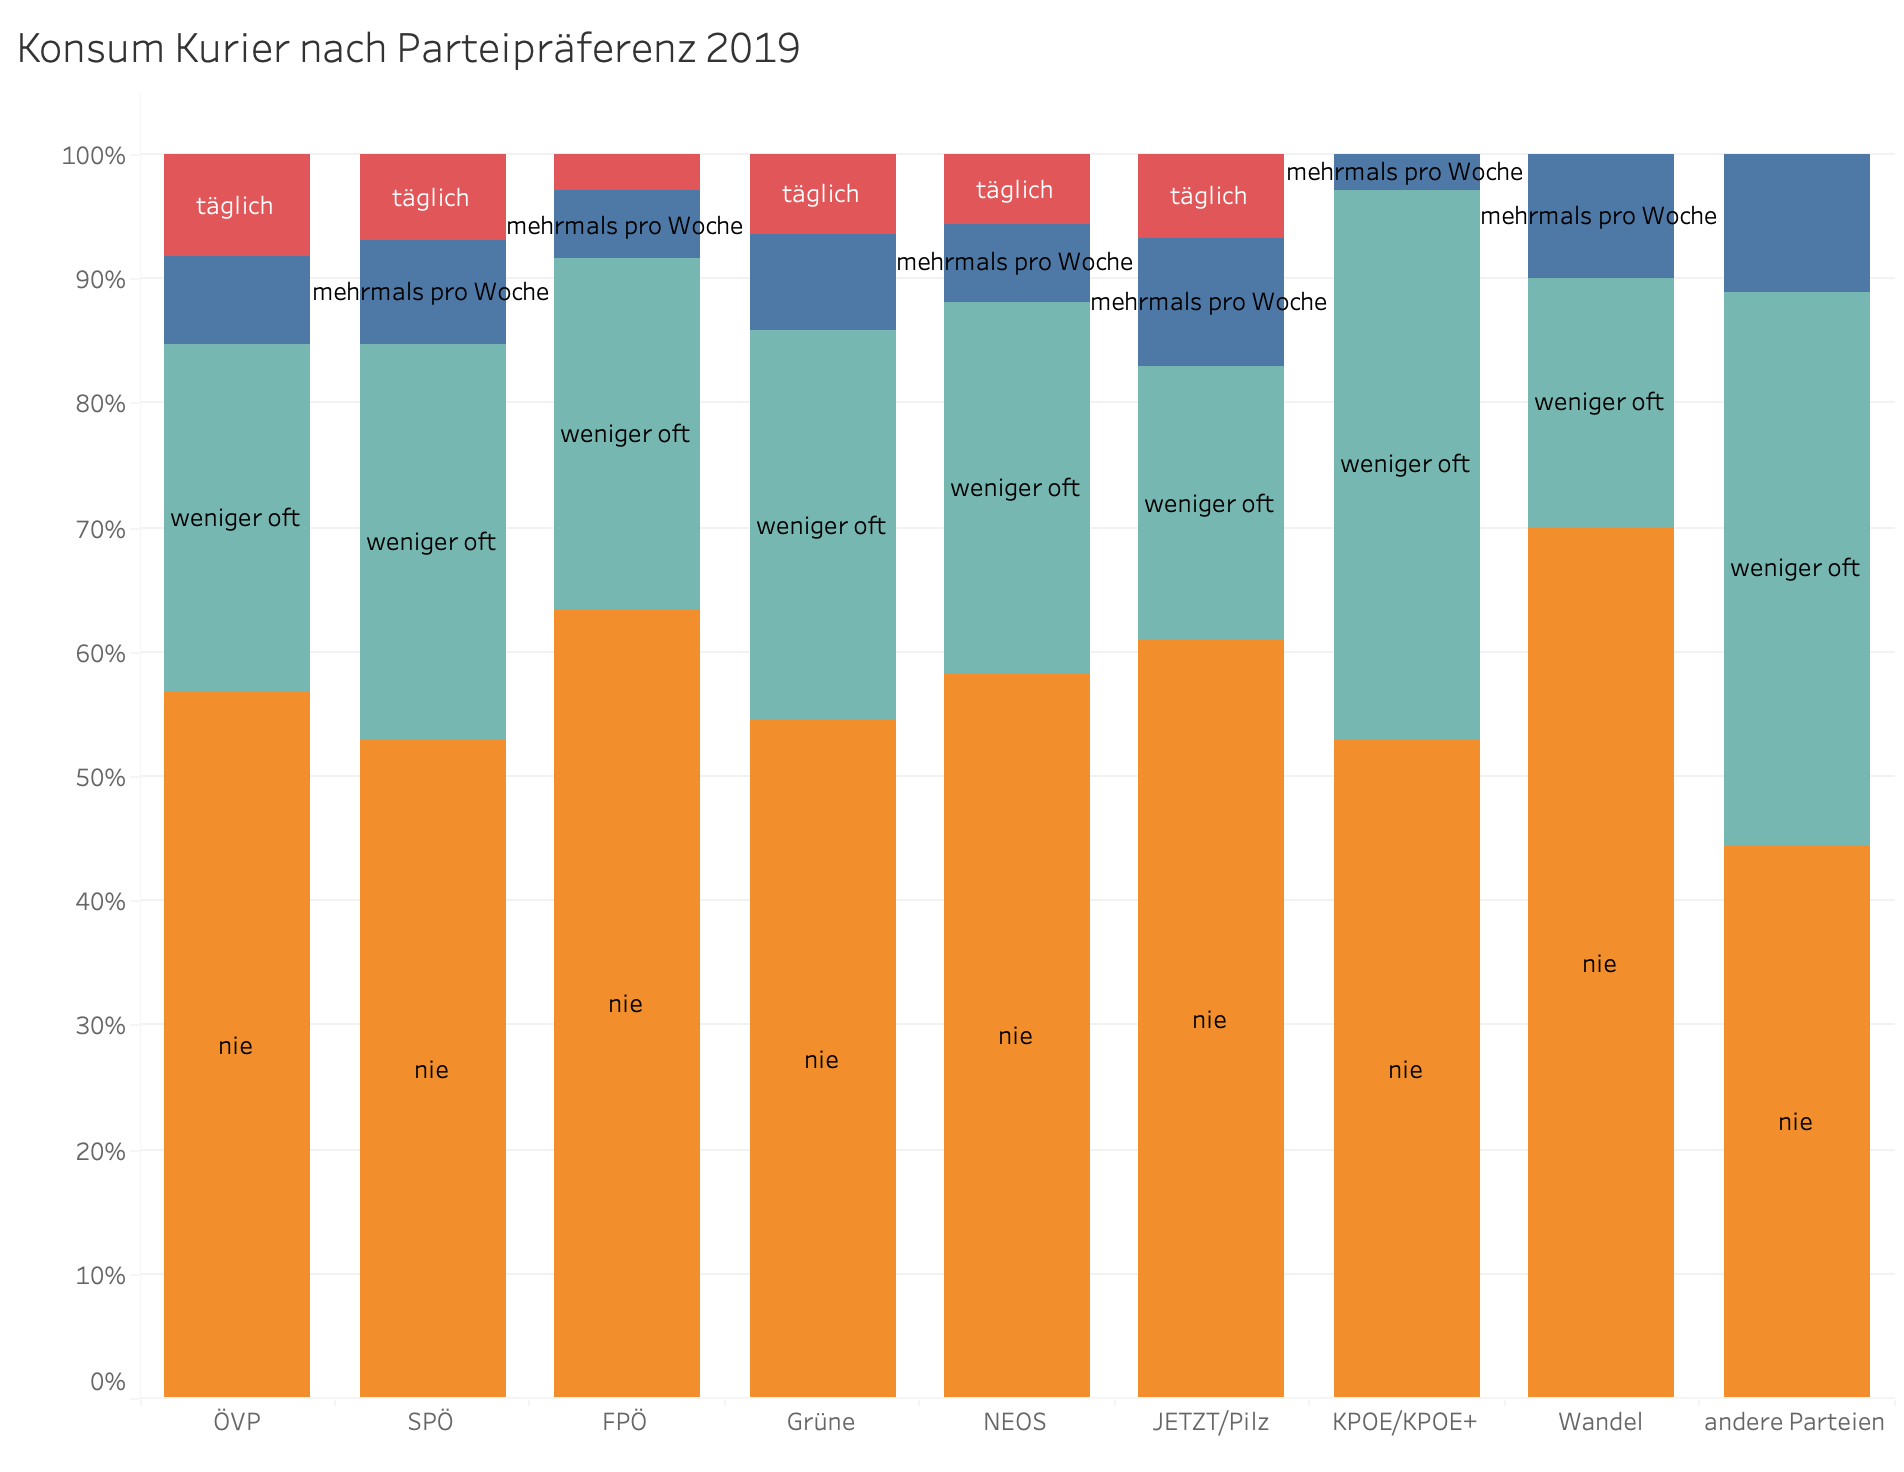 Konsum Kurier nach Parteipräferenz 2019
100%
90%
80%
70%
60%
50%
40%
30%
20%
10%
0%
täglich
weniger oft
nie
täglich
mehrmals pro Woche
weniger oft
nie
mehrmals pro Woche
weniger oft
nie
täglich
weniger oft
nie
täglich
mehrmals pro Woche
weniger oft
nie
täglich
mehrmals pro Woche
weniger oft
nie
mehrmals pro Woche
weniger oft
nie
mehrmals pro Woche
weniger oft
nie
weniger oft
nie
ÖVP
SPÖ
FPÖ
Grüne
NEOS
JETZT/Pilz
KPOE/KPOE+
Wandel
andere Parteien